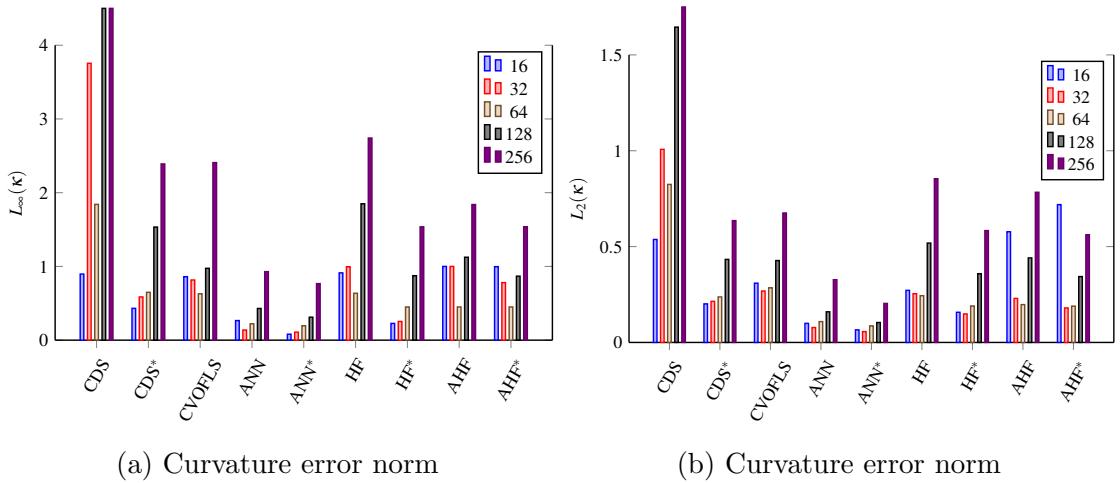 4
3
2
1
0
L∞(κ)
16
32
64
128
256
CDS
CDS*
CVOFLS
ANN
ANN*
HF
HF*
AHF
AHF*
(a) Curvature error norm
1.5
1
0.5
0
L2(κ)
16
32
64
128
256
CDS
CDS*
CVOFLS
ANN
ANN*
HF
HF*
AHF
AHF*
(b) Curvature error norm